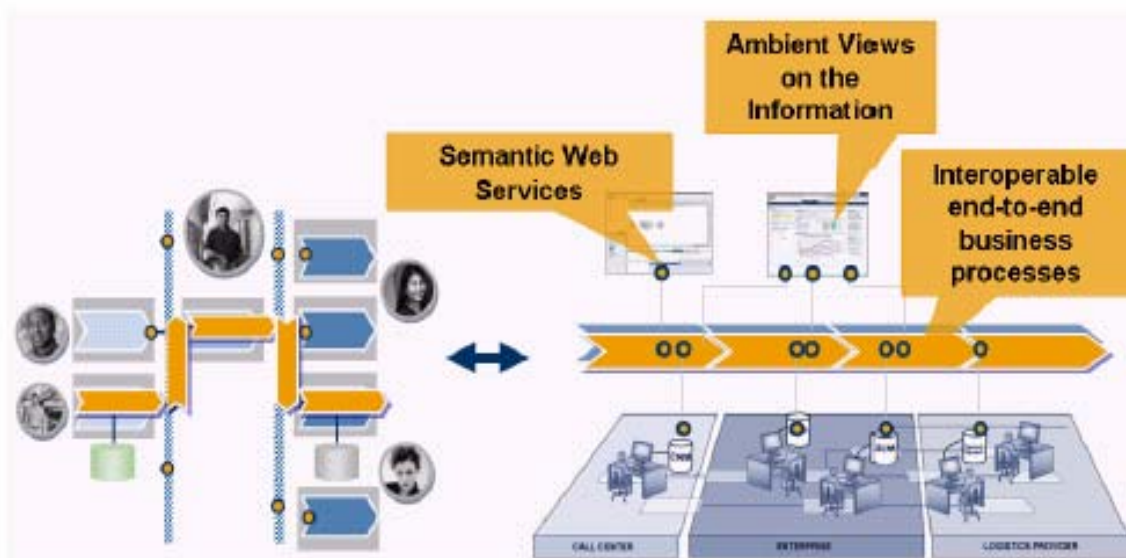 Ambient Views
on the
Information
Semantic Web
Services
Interoperable
end-to-end
business
processes
CALL CENTER
ENTERPRISE
LOGISTICS PROVIDER